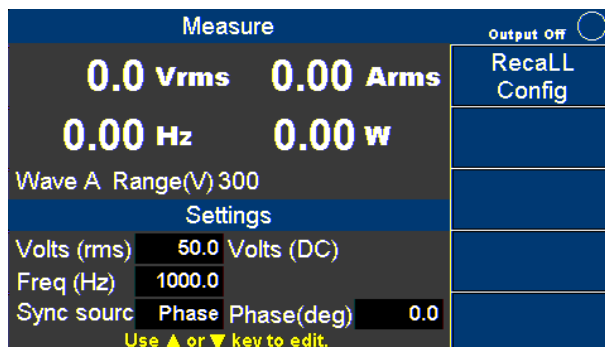 Measure
Output Off
0.0 Vrms 0.00 Arms
RecaLL
Config
0.00 Hz 0.00 W
Wave A Range(V) 300
Settings
Volts (rms) 50.0 Volts (DC)
Freq (Hz) 1000.0
Sync sourc Phase Phase(deg) 0.0
Use ▲ or ▼ key to edit.